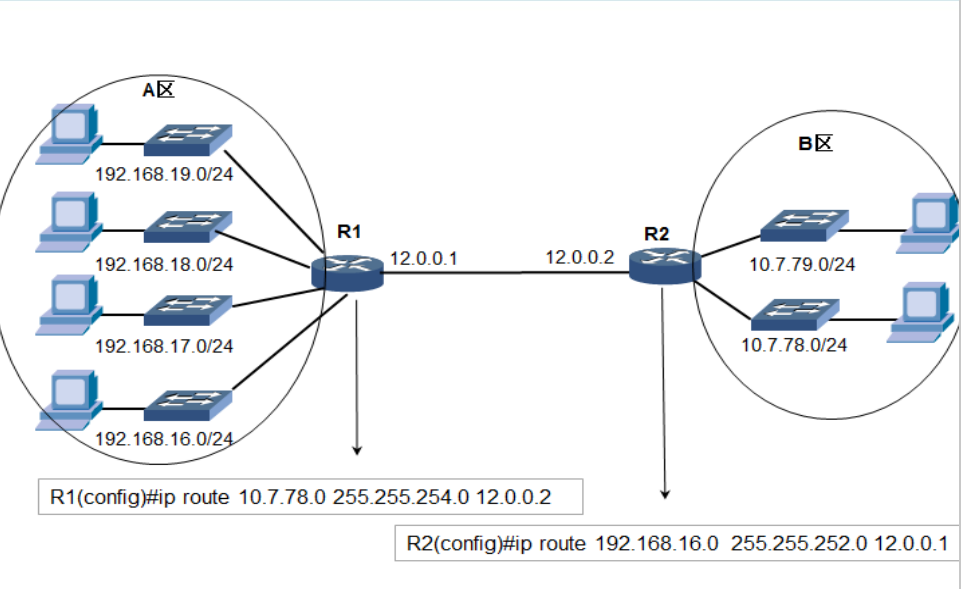 A区
192.168.19.0/24
192.168.18.0/24
192.168.17.0/24
192.168.16.0/24
R1
12.0.0.1
12.0.0.2
R2
B区
10.7.79.0/24
10.7.78.0/24
R1(config)#ip route 10.7.78.0 255.255.254.0 12.0.0.2
R2(config)#ip route 192.168.16.0 255.255.252.0 12.0.0.1